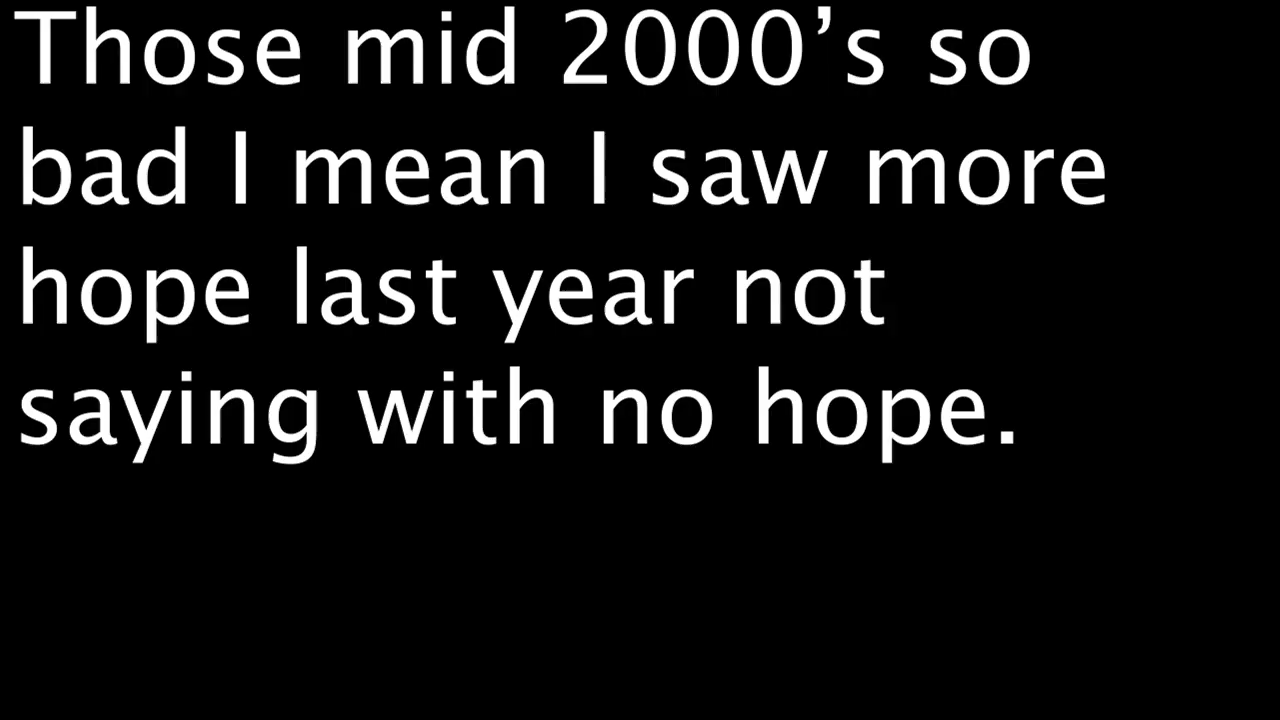 Those mid 2000’s so
bad I mean I saw more
hope last year not
saying with no hope.